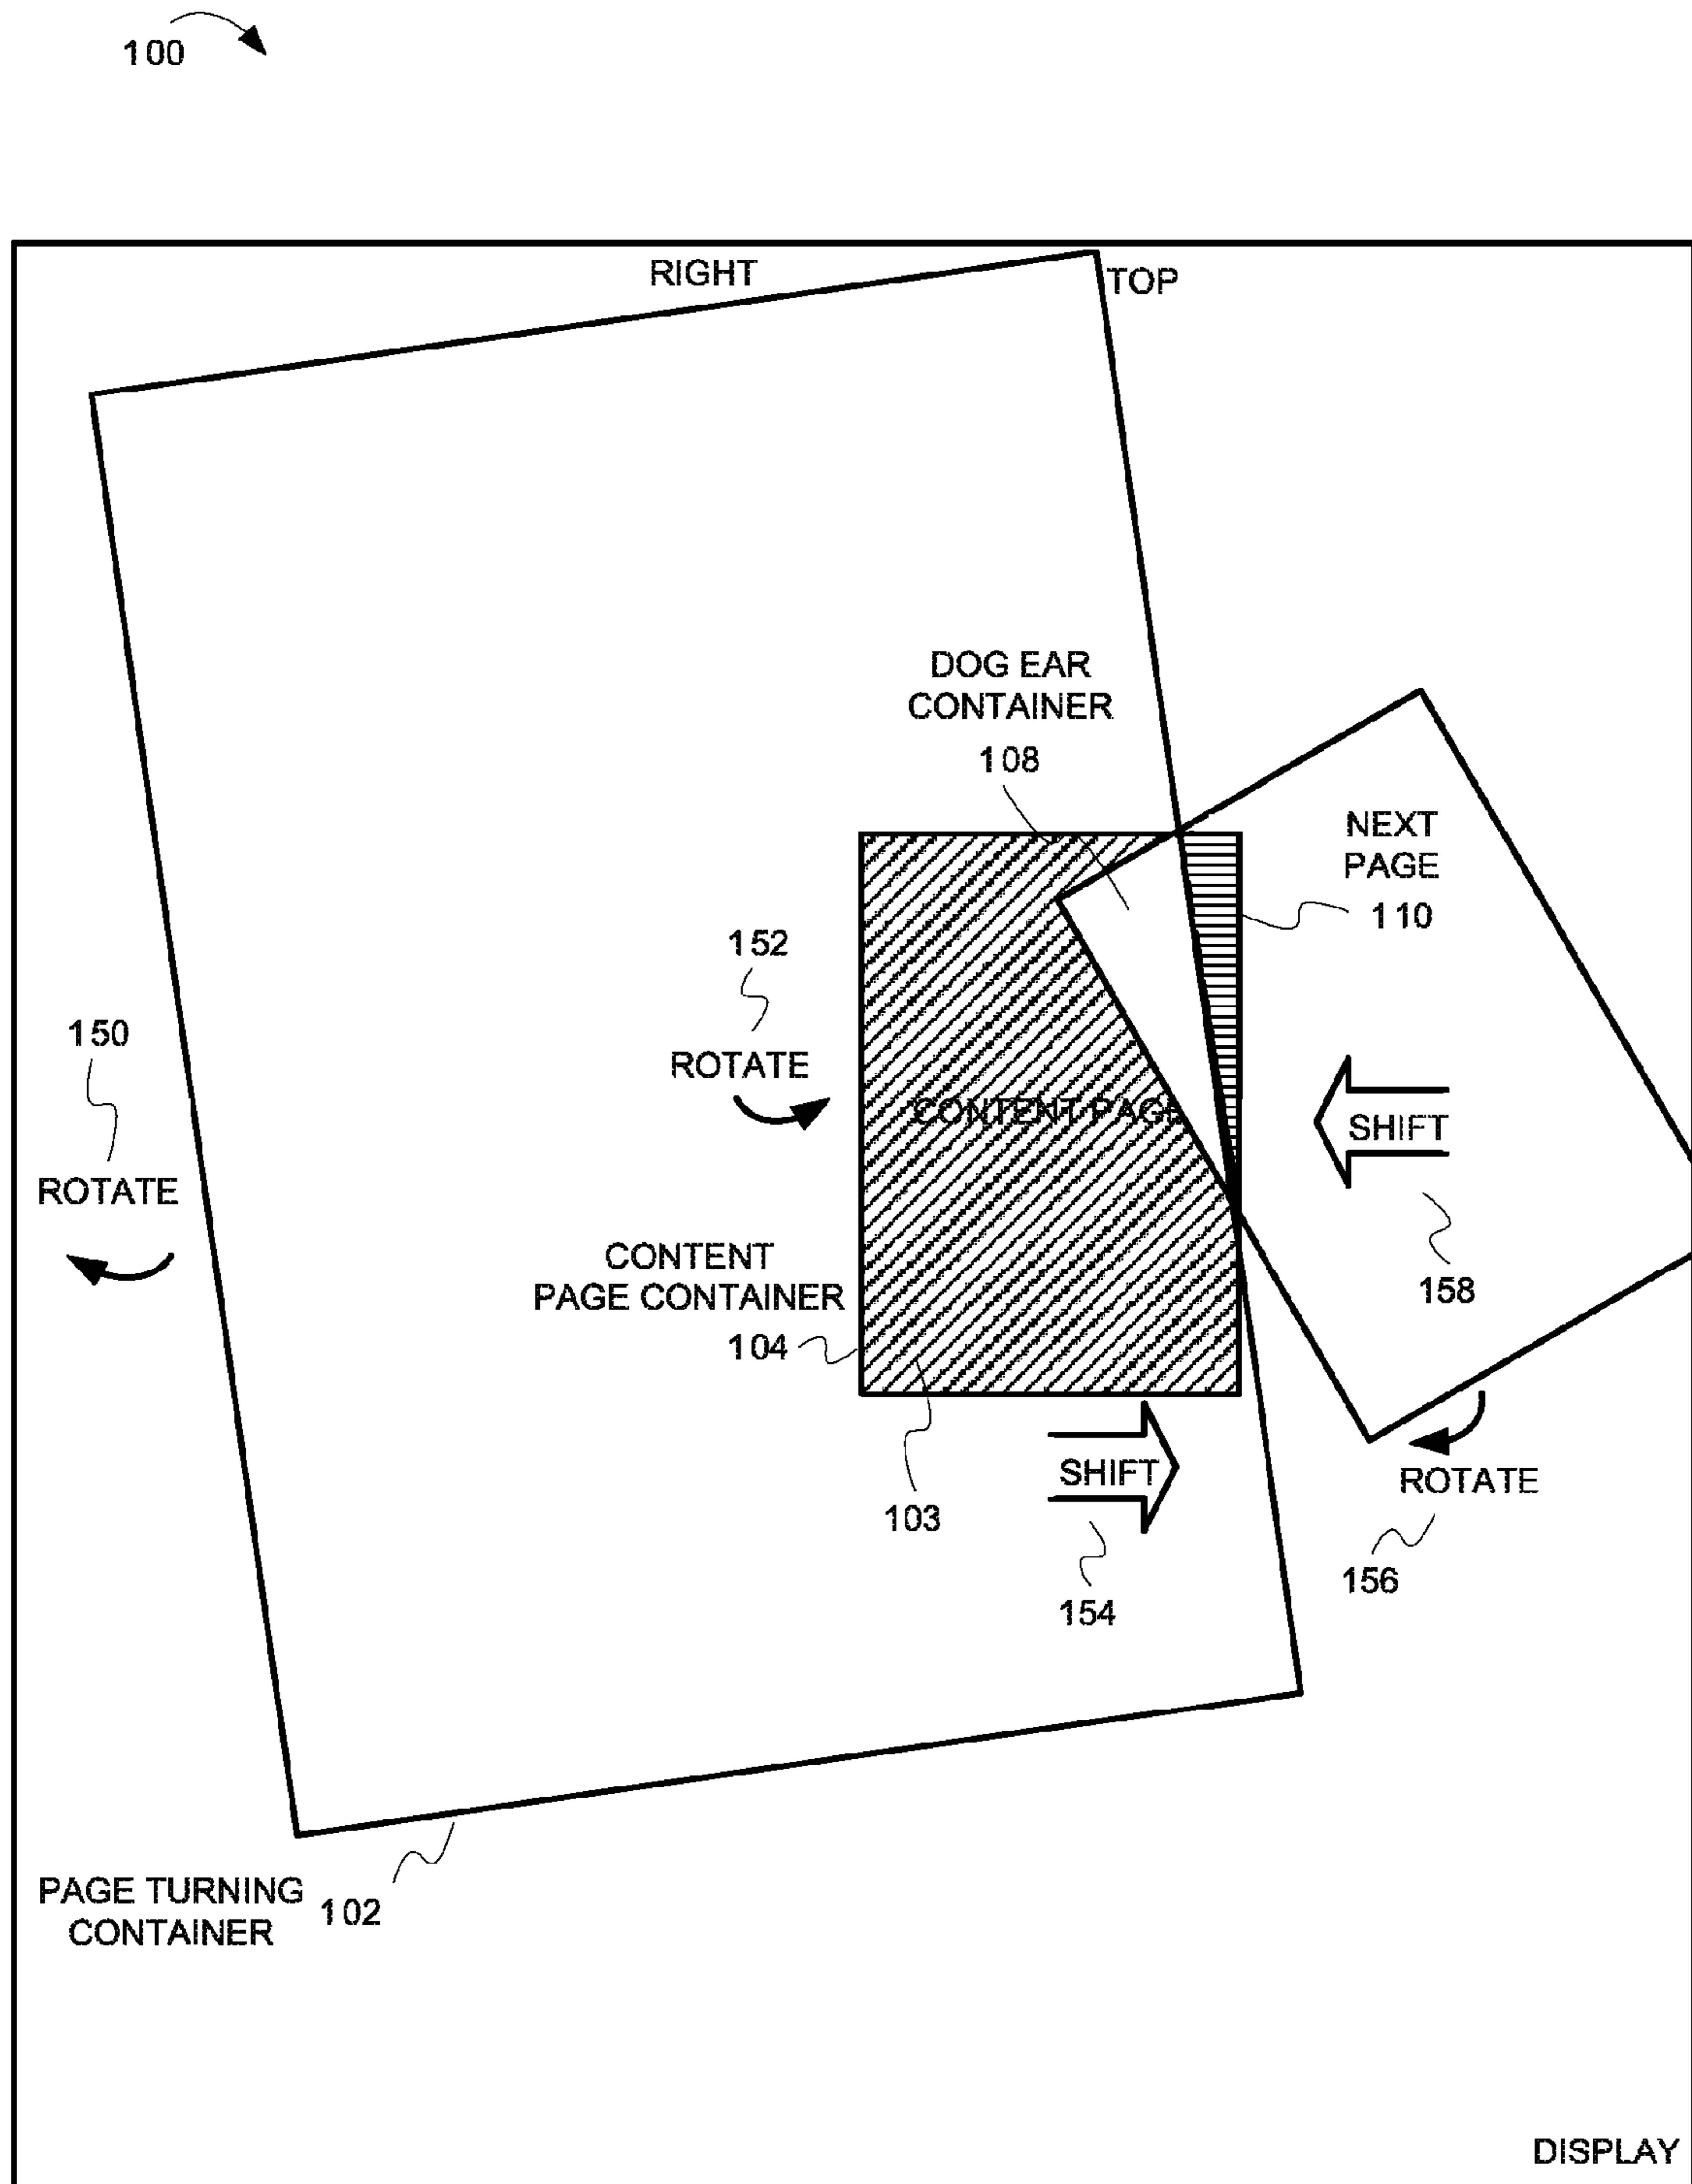 100
RIGHT
TOP
DOG EAR
CONTAINER
108
NEXT
PAGE
110
152
ROTATE
150
ROTATE
CONTENT PAGE
SHIFT
158
CONTENT
PAGE CONTAINER
104
SHIFT
103
154
ROTATE
156
PAGE TURNING
CONTAINER
102
DISPLAY